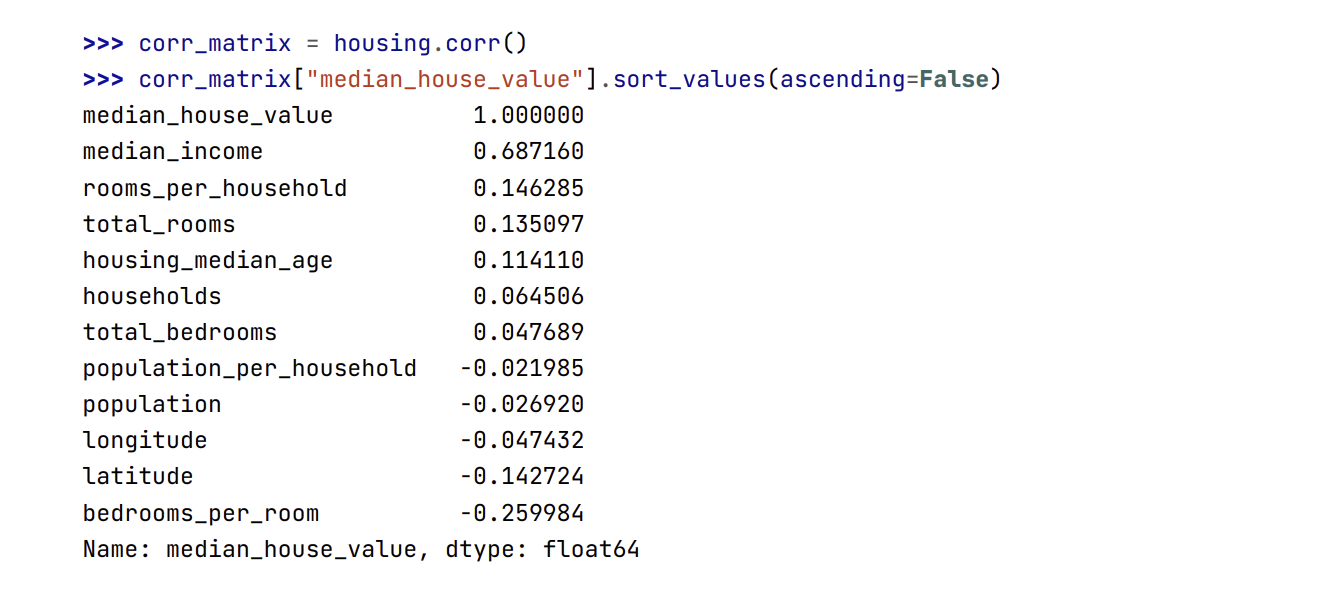 >>> corr_matrix = housing.corr()
>>> corr_matrix["median_house_value"].sort_values(ascending=False)
median_house_value          1.000000
median_income               0.687160
rooms_per_household         0.146285
total_rooms                 0.135097
housing_median_age          0.114110
households                  0.064506
total_bedrooms              0.047689
population_per_household   -0.021985
population                 -0.026920
longitude                  -0.047432
latitude                   -0.142724
bedrooms_per_room          -0.259984
Name: median_house_value, dtype: float64